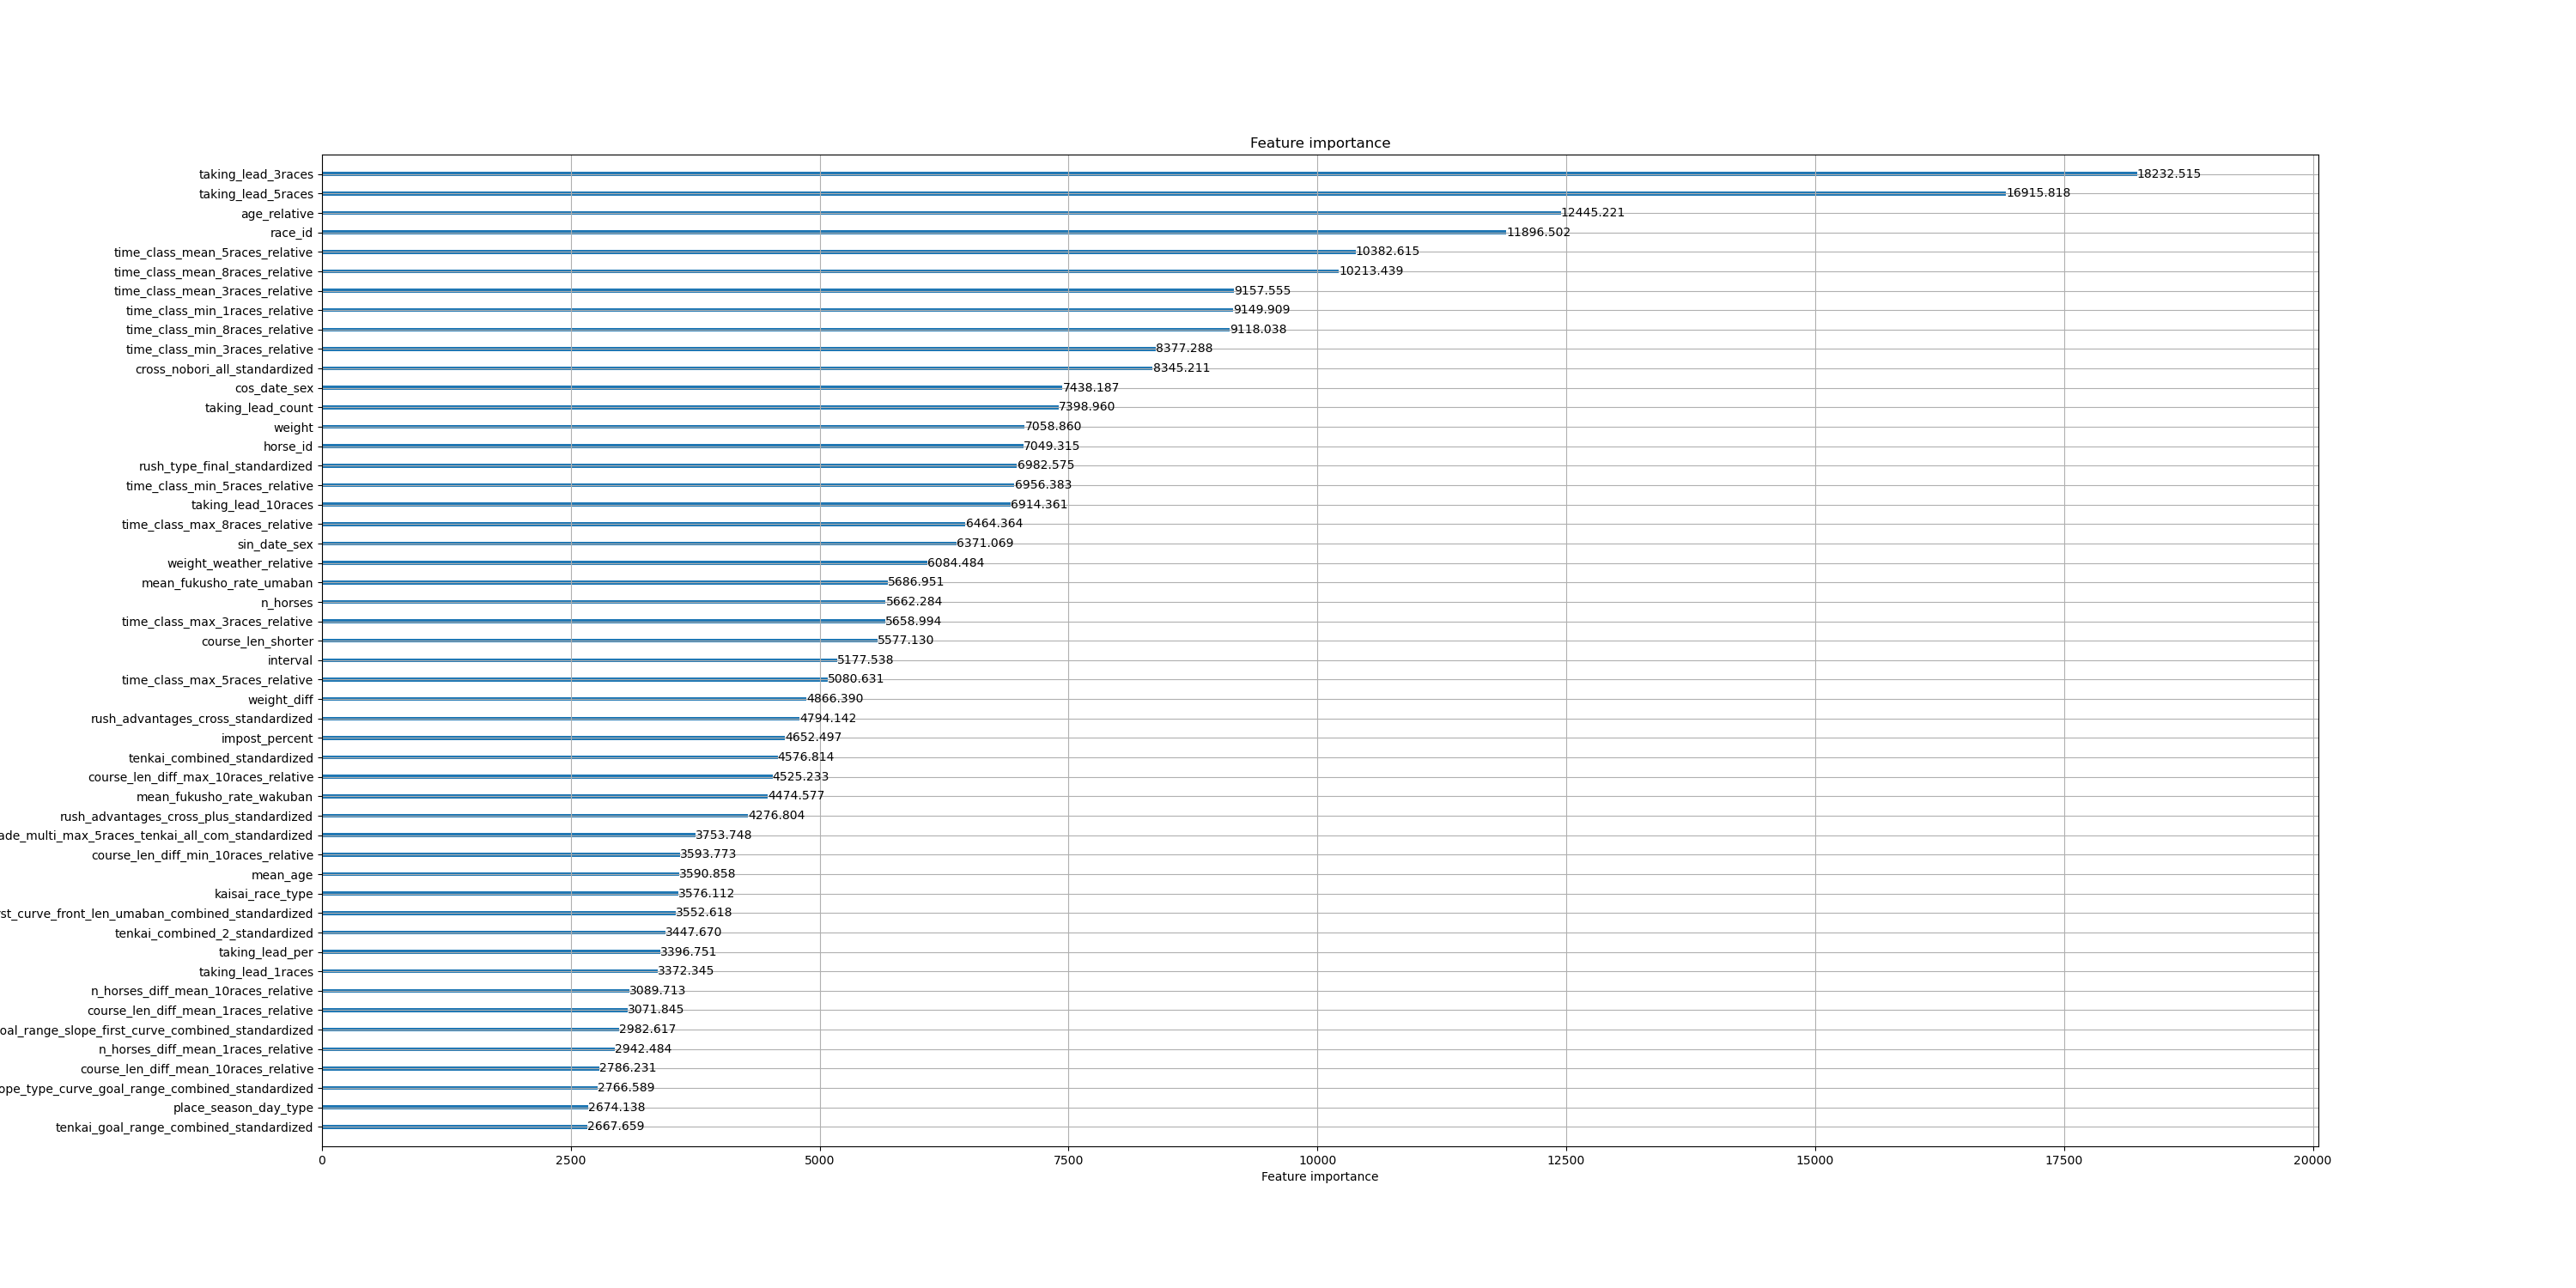 Feature importance
taking_lead_3races 18232.515
taking_lead_5races 16915.818
age_relative 12445.221
race_id 11896.502
time_class_mean_5races_relative 10382.615
time_class_mean_8races_relative 10213.439
time_class_mean_3races_relative 9157.555
time_class_min_1races_relative 9149.909
time_class_min_8races_relative 9118.038
time_class_min_3races_relative 8377.288
cross_nobori_all_standardized 8345.211
cos_date_sex 7438.187
taking_lead_count 7398.960
weight 7058.860
horse_id 7049.315
rush_type_final_standardized 6982.575
time_class_min_5races_relative 6956.383
taking_lead_10races 6914.361
time_class_max_8races_relative 6464.364
sin_date_sex 6371.069
weight_weather_relative 6084.484
mean_fukusho_rate_umaban 5686.951
n_horses 5662.284
time_class_max_3races_relative 5658.994
course_len_shorter 5577.130
interval 5177.538
time_class_max_5races_relative 5080.631
weight_diff 4866.390
rush_advantages_cross_standardized 4794.142
impost_percent 4652.497
tenkai_combined_standardized 4576.814
course_len_diff_max_10races_relative 4525.233
mean_fukusho_rate_wakuban 4474.577
rush_advantages_cross_plus_standardized 4276.804
ade_multi_max_5races_tenkai_all_com_standardized 3753.748
course_len_diff_min_10races_relative 3593.773
mean_age 3590.858
kaisai_race_type 3576.112
st_curve_front_len_umaban_combined_standardized 3552.618
tenkai_combined_2_standardized 3447.670
taking_lead_per 3396.751
taking_lead_1races 3372.345
n_horses_diff_mean_10races_relative 3089.713
course_len_diff_mean_1races_relative 3071.845
oal_range_slope_first_curve_combined_standardized 2982.617
n_horses_diff_mean_1races_relative 2942.484
course_len_diff_mean_10races_relative 2786.231
ope_type_curve_goal_range_combined_standardized 2766.589
place_season_day_type 2674.138
tenkai_goal_range_combined_standardized 2667.659
0 2500 5000 7500 10000 12500 15000 17500 20000
Feature importance